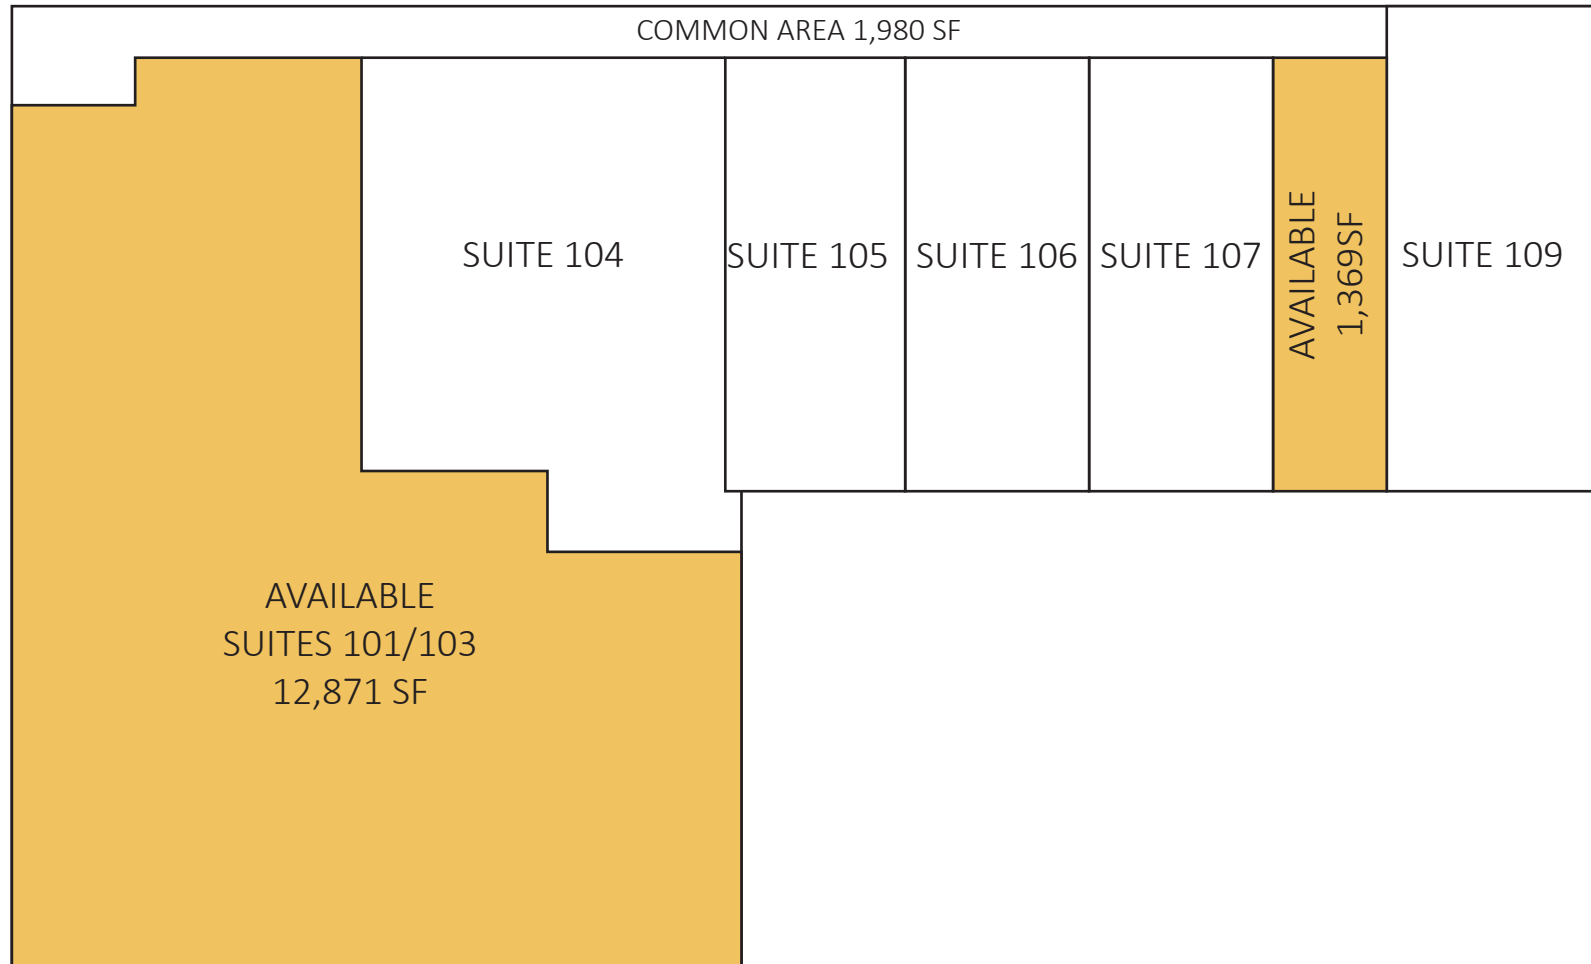 COMMON AREA 1,980 SF
SUITE 104
SUITE 105
SUITE 106
SUITE 107
AVAILABLE
1,369SF
SUITE 109
AVAILABLE
SUITES 101/103
12,871 SF